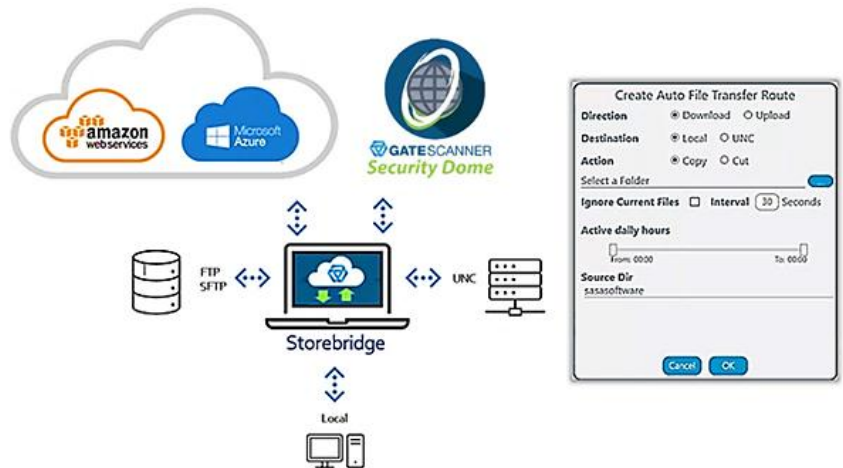 amazon
webservices
Microsoft
Azure
GATESCANNER
Security Dome
FTP
SFTP
UNC
Storebridge
Local
Create Auto File Transfer Route
Direction Download Upload
Destination Local UNC
Action Copy Cut
Select a Folder ...
Ignore Current Files Interval 30 Seconds
Active daily hours
From: 00:00 To: 00:00
Source Dir
sasasoftware
Cancel OK